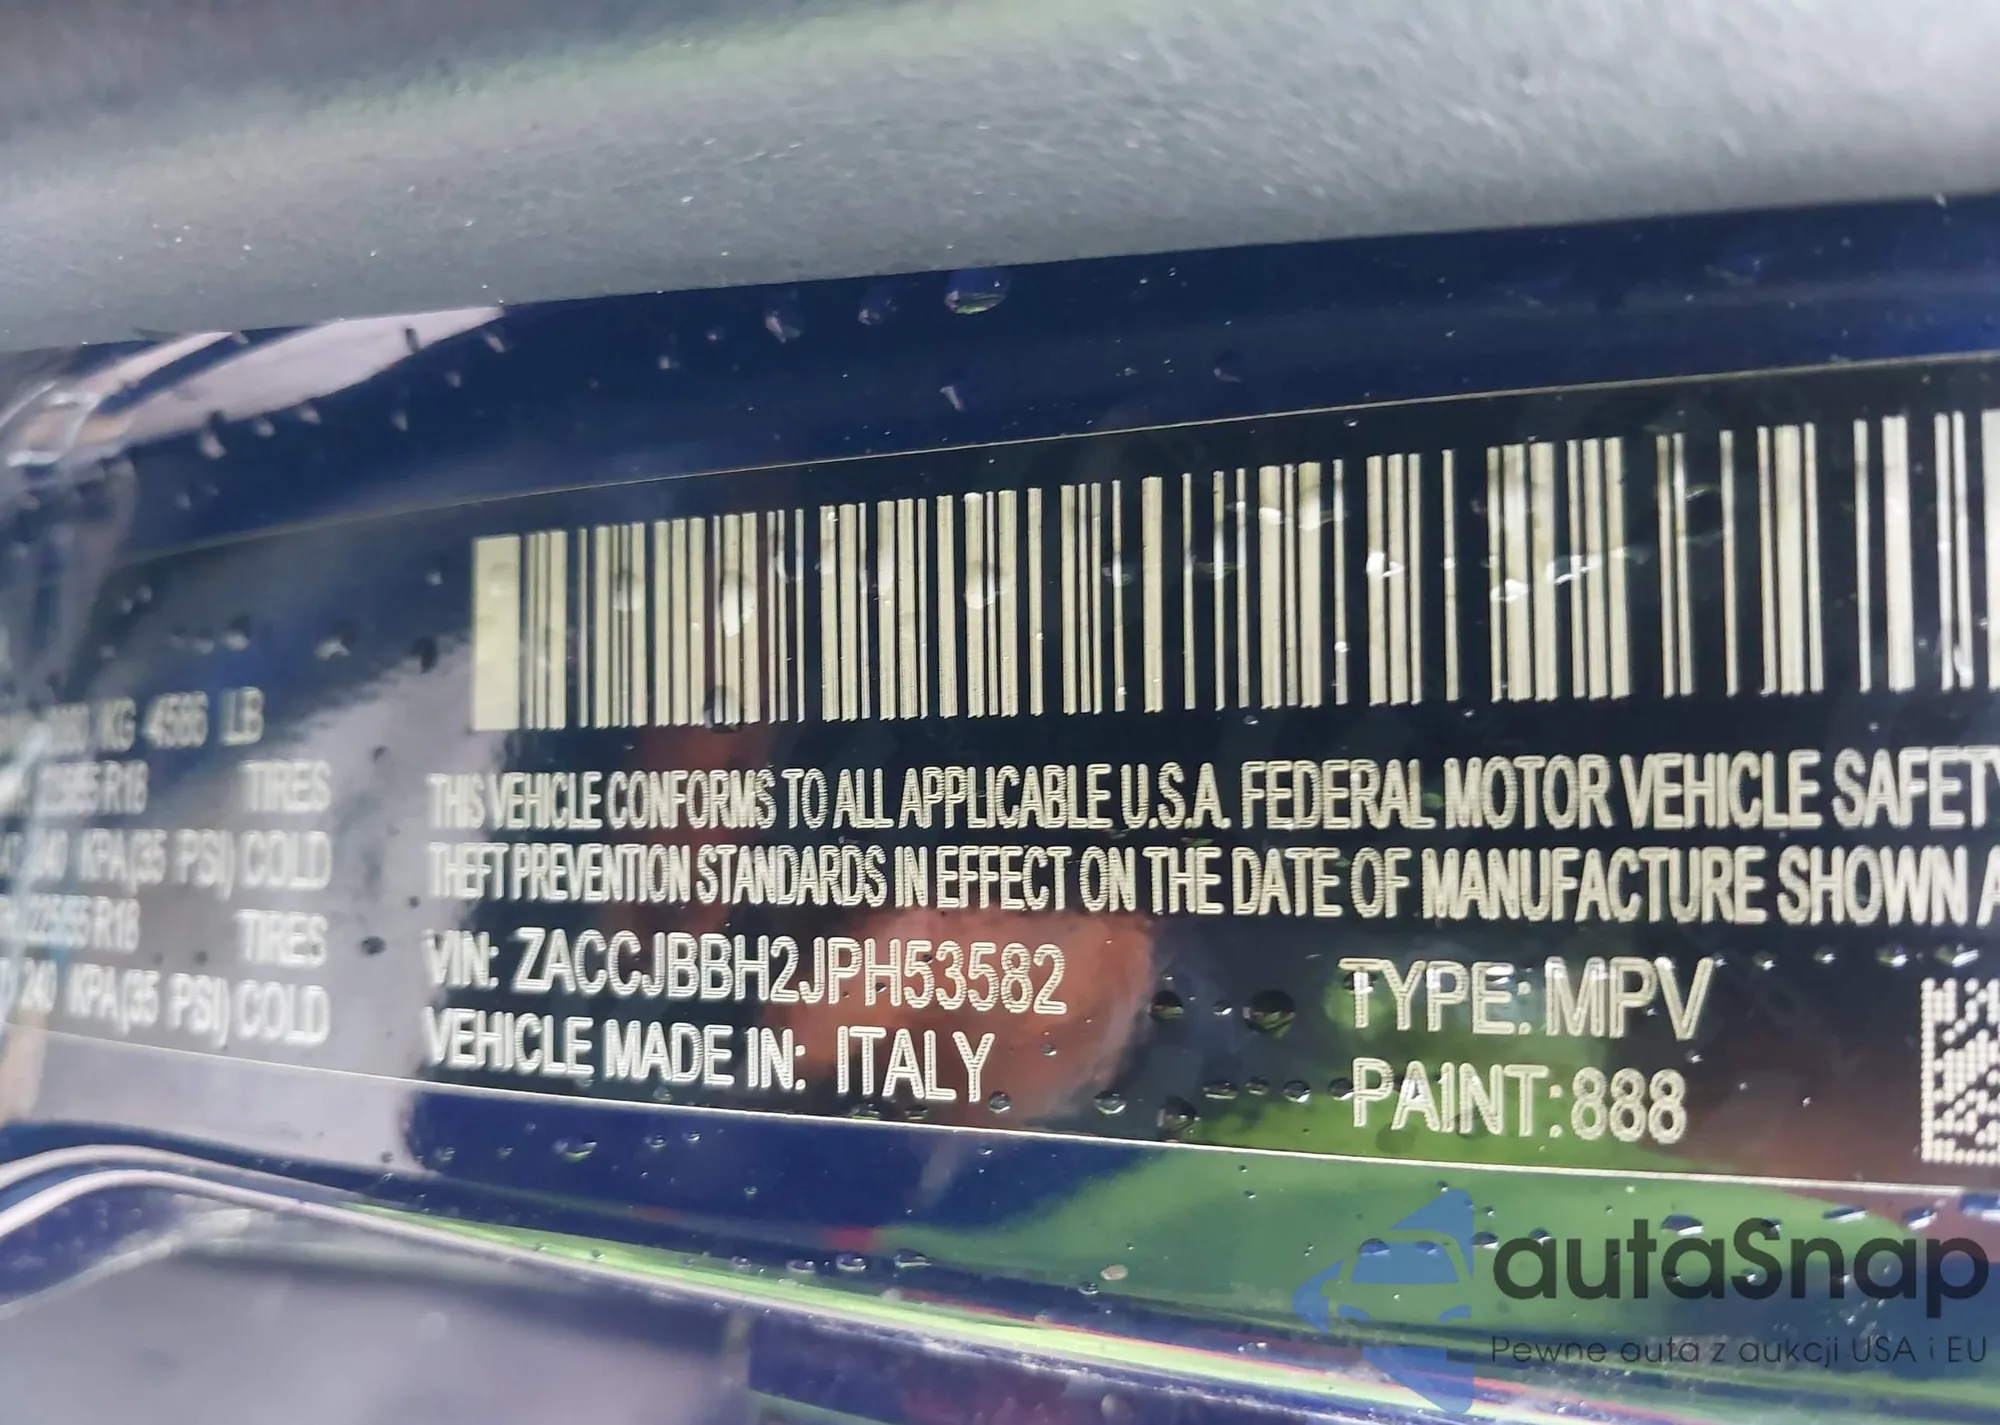 KG 4586 LB
R18 TIRES
KPA(35 PSI) COLD
225/55 R18 TIRES
240 KPA(35 PSI) COLD
THIS VEHICLE CONFORMS TO ALL APPLICABLE U.S.A. FEDERAL MOTOR VEHICLE SAFETY
THEFT PREVENTION STANDARDS IN EFFECT ON THE DATE OF MANUFACTURE SHOWN A
VIN: ZACCJBBH2JPH53582 TYPE: MPV
VEHICLE MADE IN: ITALY PAINT: 888
autaSnap
Pewne auta z aukcji USA i EU